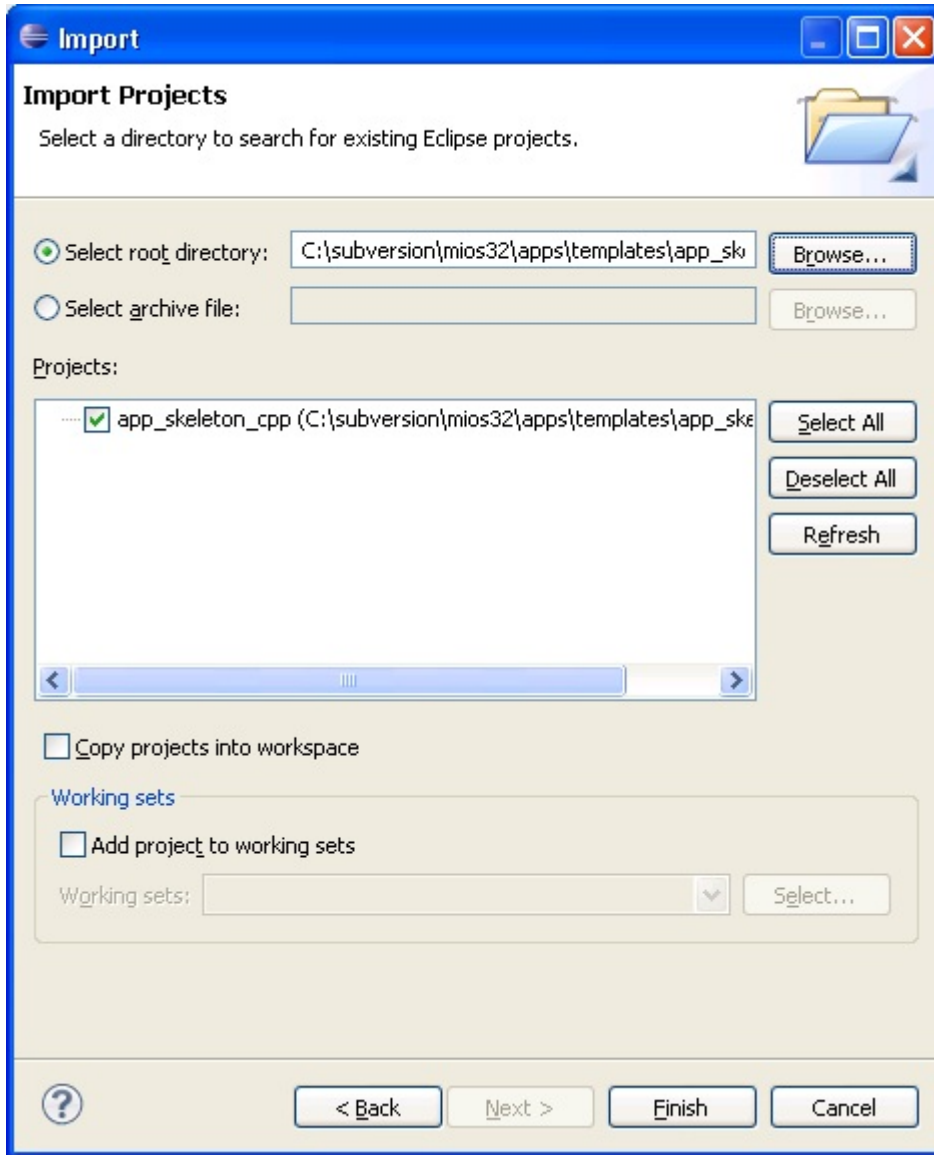 Import
Import Projects
Select a directory to search for existing Eclipse projects.
Select root directory: C:\subversion\mios32\apps\templates\app_sk Browse...
Select archive file: Browse...
Projects:
app_skeleton_cpp (C:\subversion\mios32\apps\templates\app_ske Select All
Deselect All
Refresh
Copy projects into workspace
Working sets
Add project to working sets
Working sets: Select...
? < Back Next > Finish Cancel